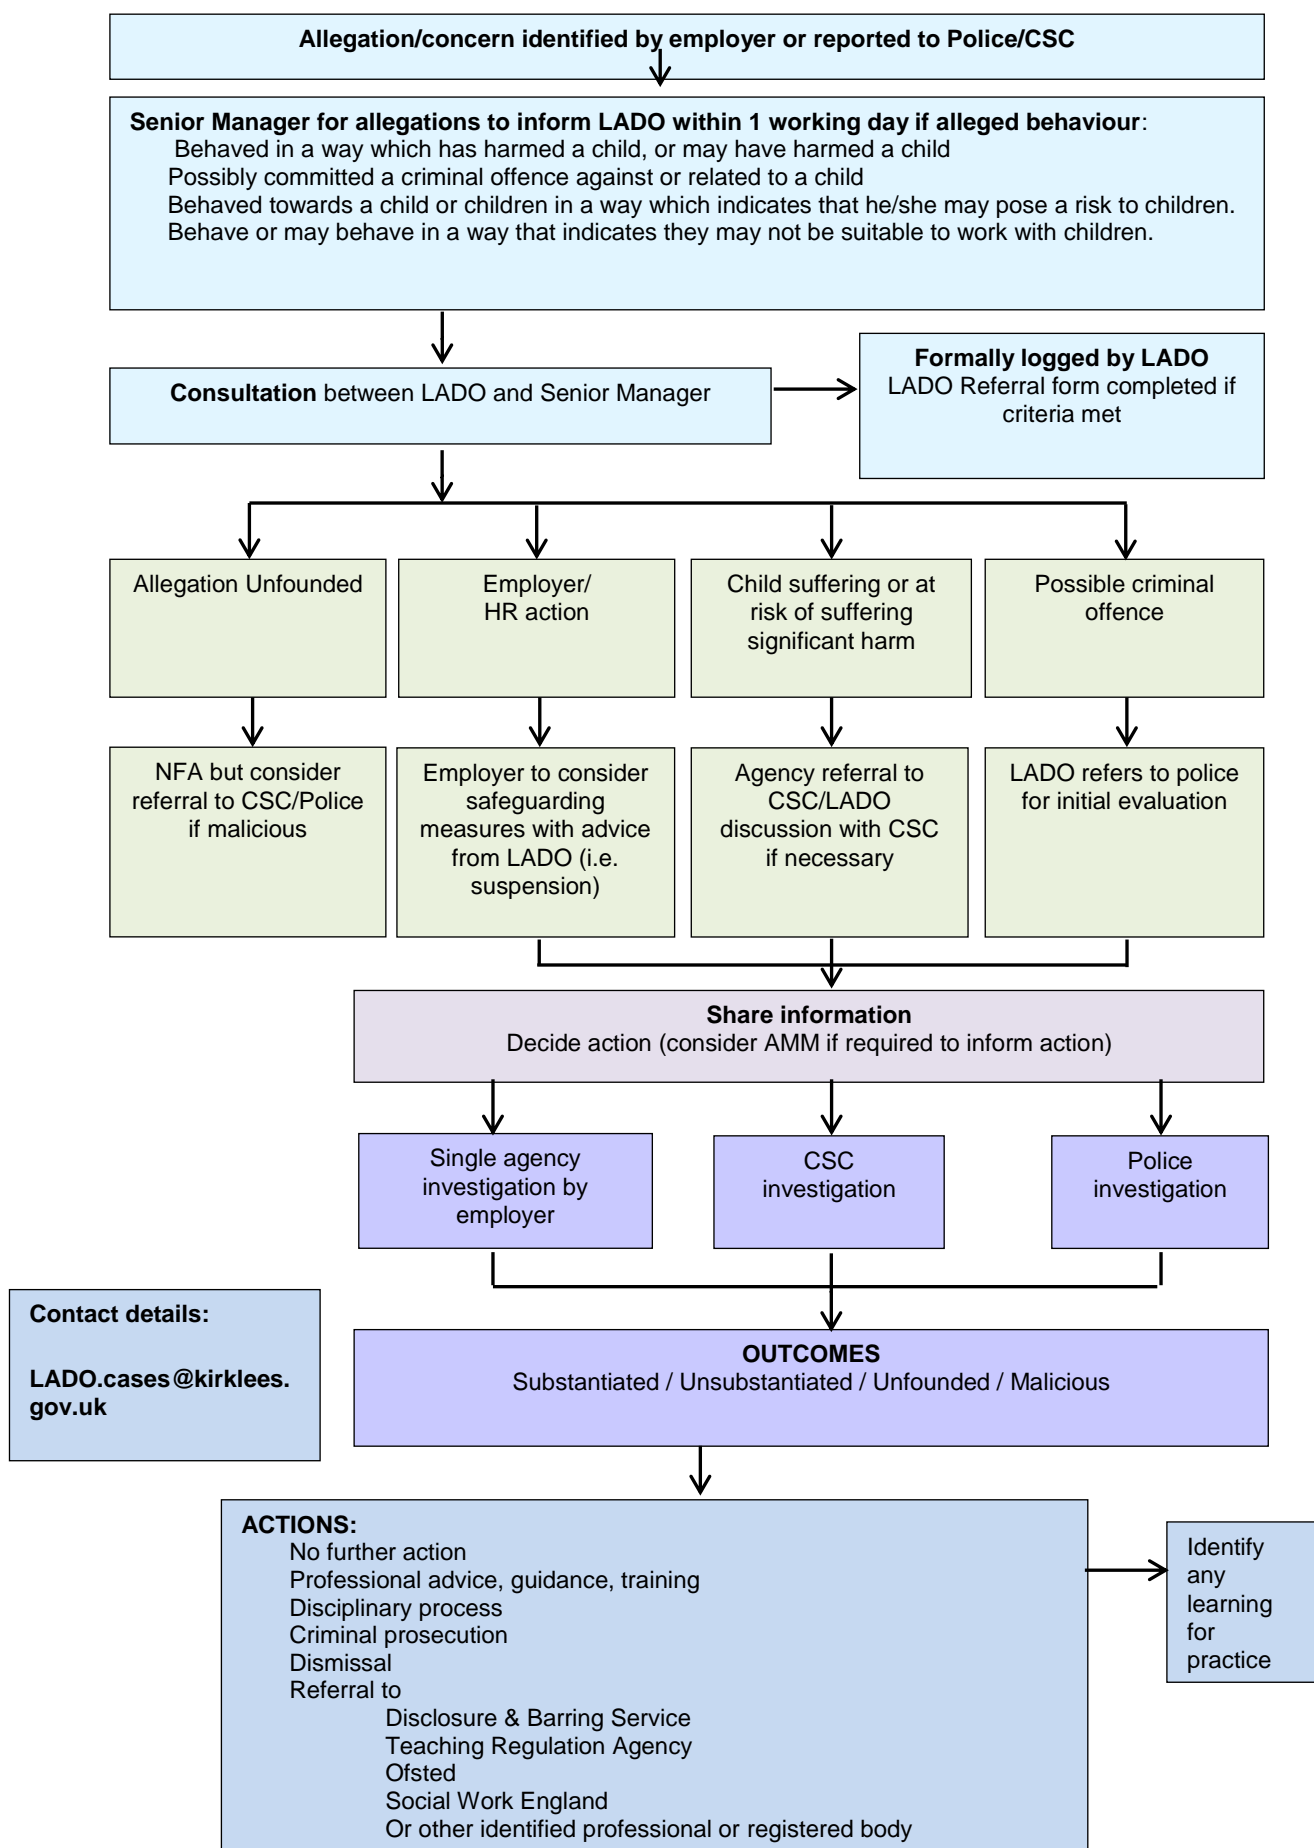 Allegation/concern identified by employer or reported to Police/CSC
Senior Manager for allegations to inform LADO within 1 working day if alleged behaviour:
Behaved in a way which has harmed a child, or may have harmed a child
Possibly committed a criminal offence against or related to a child
Behaved towards a child or children in a way which indicates that he/she may pose a risk to children.
Behave or may behave in a way that indicates they may not be suitable to work with children.
Consultation between LADO and Senior Manager
Formally logged by LADO
LADO Referral form completed if
criteria met
Allegation Unfounded
Employer/
HR action
Child suffering or at
risk of suffering
significant harm
Possible criminal
offence
NFA but consider
referral to CSC/Police
if malicious
Employer to consider
safeguarding
measures with advice
from LADO (i.e.
suspension)
Agency referral to
CSC/LADO
discussion with CSC
if necessary
LADO refers to police
for initial evaluation
Share information
Decide action (consider AMM if required to inform action)
Single agency
investigation by
employer
CSC
investigation
Police
investigation
Contact details:
LADO.cases@kirklees.
gov.uk
OUTCOMES
Substantiated / Unsubstantiated / Unfounded / Malicious
ACTIONS:
No further action
Professional advice, guidance, training
Disciplinary process
Criminal prosecution
Dismissal
Referral to
Disclosure & Barring Service
Teaching Regulation Agency
Ofsted
Social Work England
Or other identified professional or registered body
Identify
any
learning
for
practice